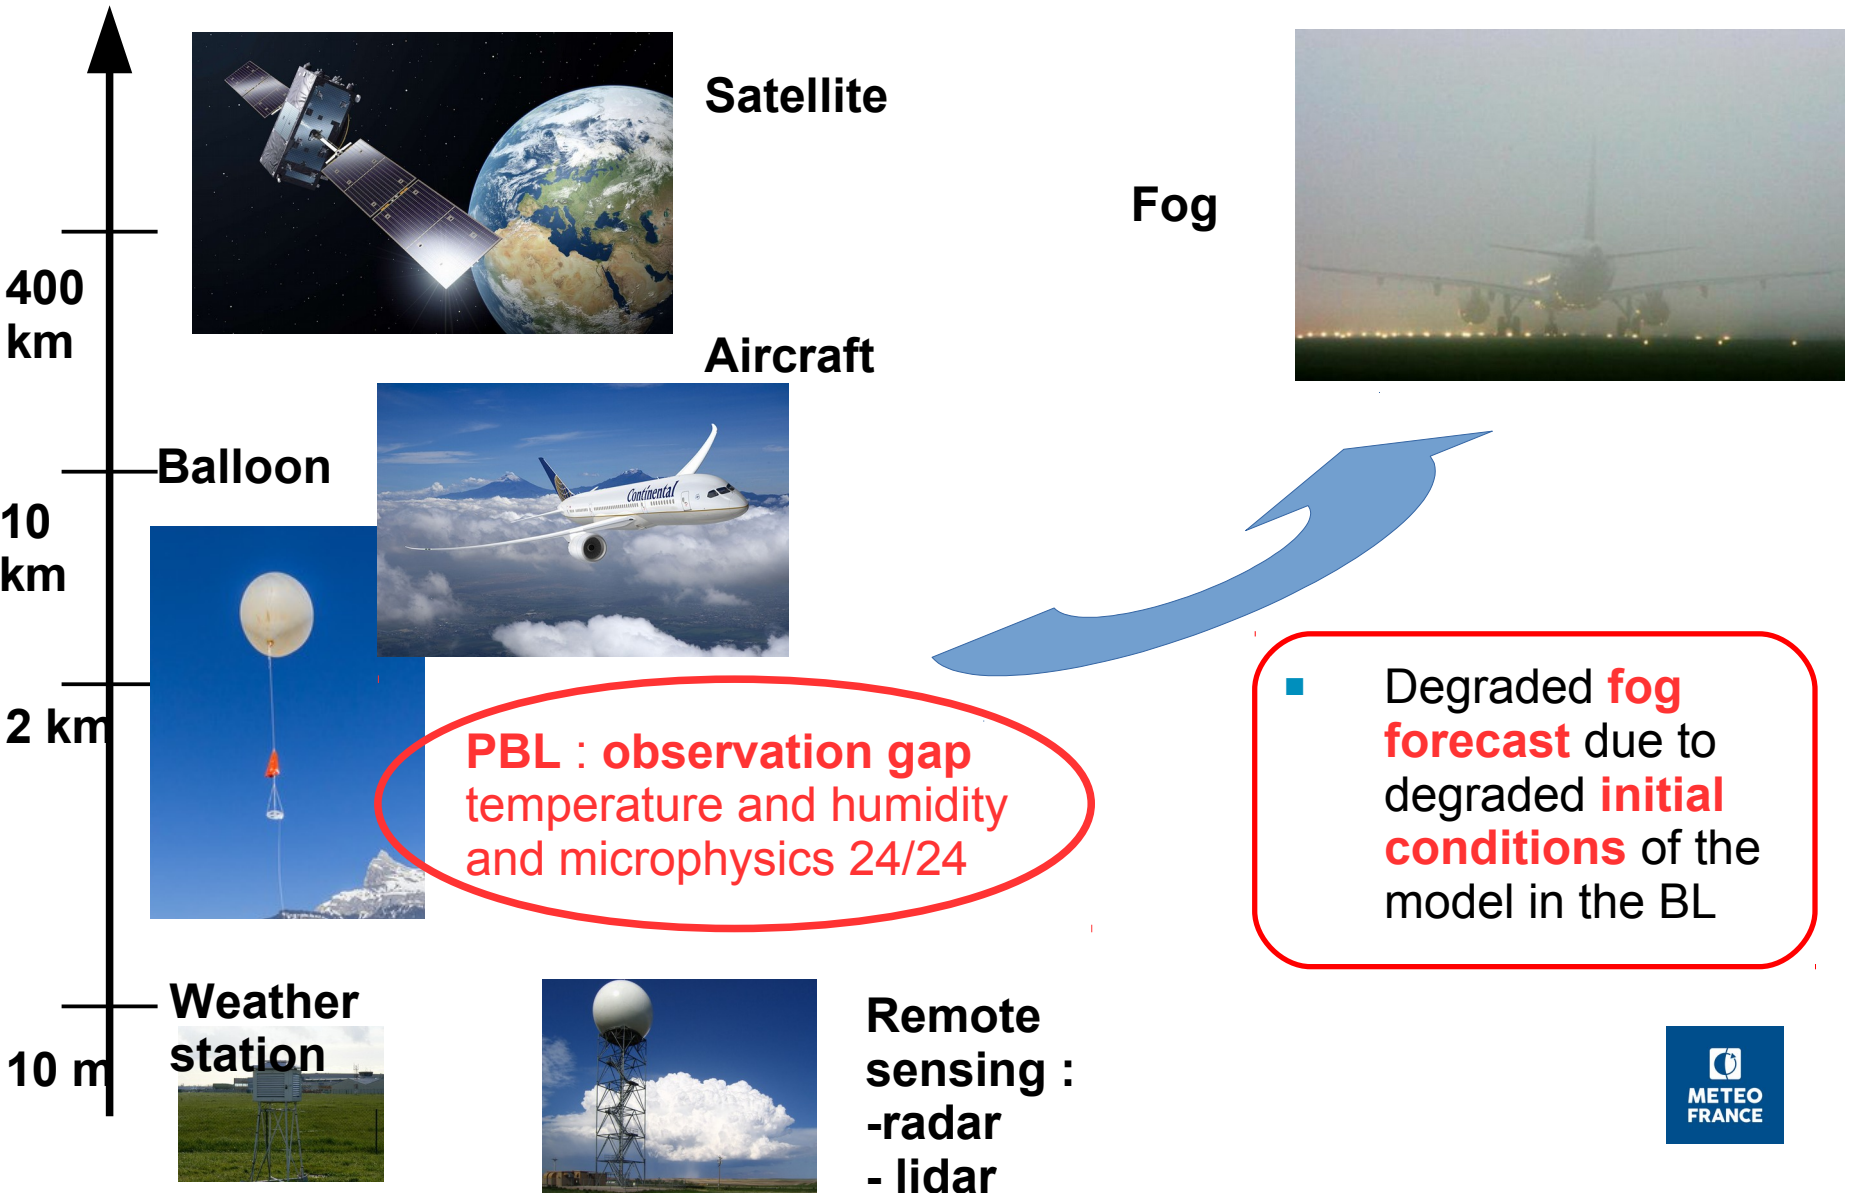 Satellite
Fog
400
km
Aircraft
Continental
Balloon
10
km
2 km
PBL : observation gap
temperature and humidity
and microphysics 24/24
Degraded fog
forecast due to
degraded initial
conditions of the
model in the BL
Weather
station
10 m
Remote
sensing :
-radar
- lidar
METEO
FRANCE